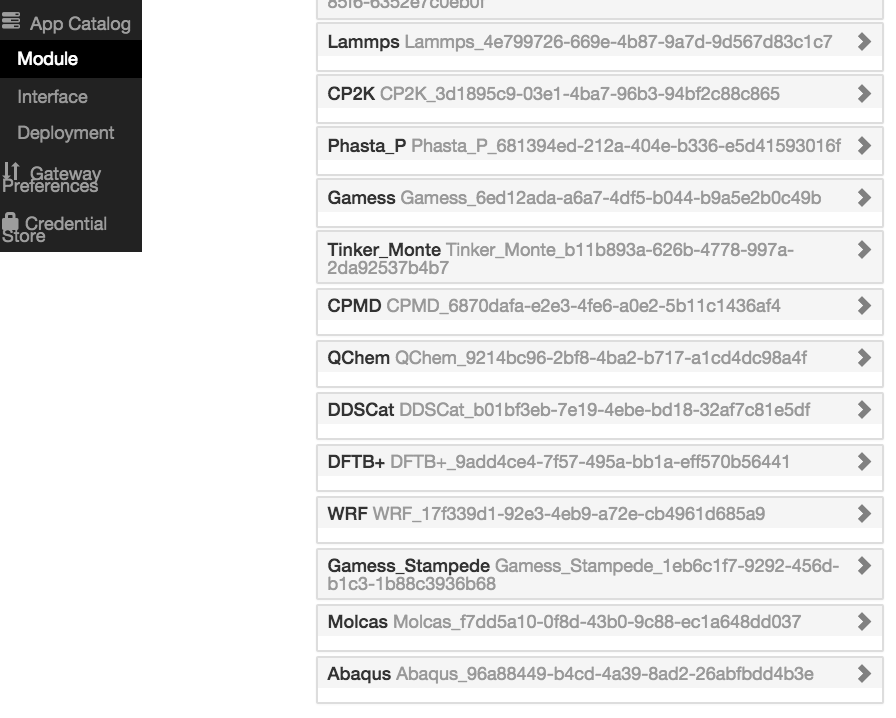 App Catalog
Module
Interface
Deployment
Gateway
Preferences
Credential
Store
85f6-6352e7c0eb0f
Lammps Lammps_4e799726-669e-4b87-9a7d-9d567d83c1c7
CP2K CP2K_3d1895c9-03e1-4ba7-96b3-94bf2c88c865
Phasta_P Phasta_P_681394ed-212a-404e-b336-e5d41593016f
Gamess Gamess_6ed12ada-a6a7-4df5-b044-b9a5e2b0c49b
Tinker_Monte Tinker_Monte_b11b893a-626b-4778-997a-
2da92537b4b7
CPMD CPMD_6870dafa-e2e3-4fe6-a0e2-5b11c1436af4
QChem QChem_9214bc96-2bf8-4ba2-b717-a1cd4dc98a4f
DDSCat DDSCat_b01bf3eb-7e19-4ebe-bd18-32af7c81e5df
DFTB+ DFTB+_9add4ce4-7f57-495a-bb1a-eff570b56441
WRF WRF_17f339d1-92e3-4eb9-a72e-cb4961d685a9
Gamess_Stampede Gamess_Stampede_1eb6c1f7-9292-456d-
b1c3-1b88c3936b68
Molcas Molcas_f7dd5a10-0f8d-43b0-9c88-ec1a648dd037
Abaqus Abaqus_96a88449-b4cd-4a39-8ad2-26abfbdd4b3e